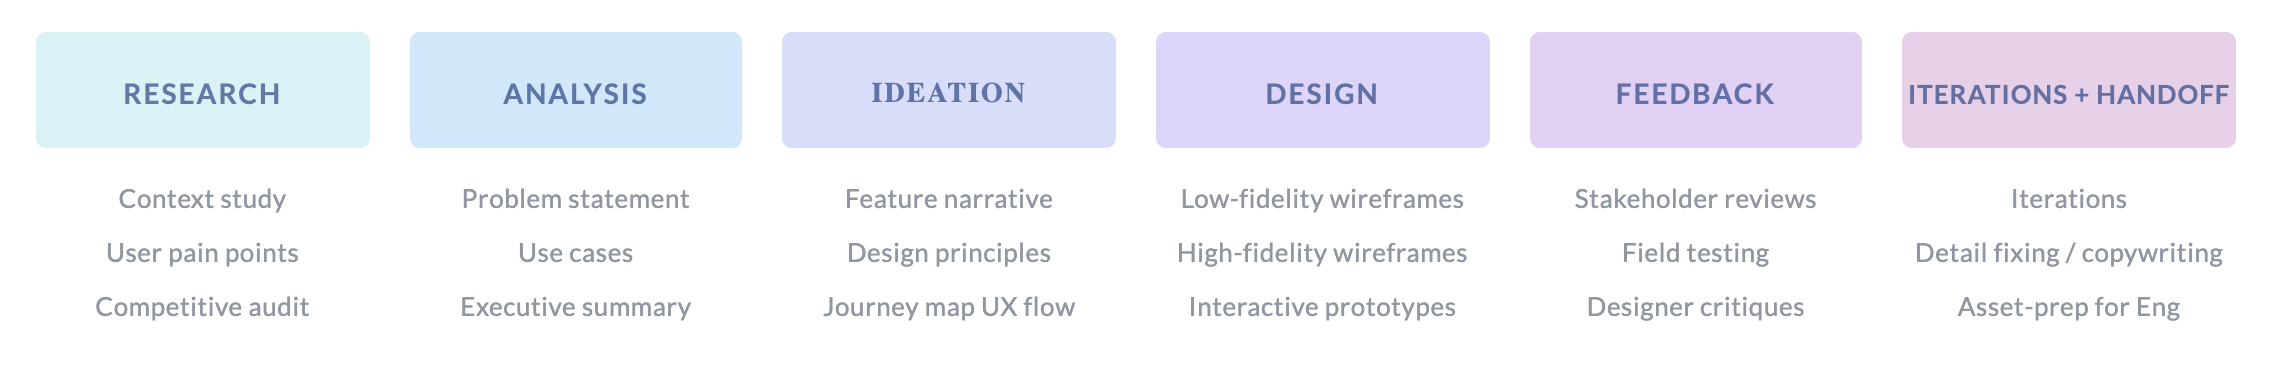 RESEARCH
Context study
User pain points
Competitive audit
ANALYSIS
Problem statement
Use cases
Executive summary
IDEATION
Feature narrative
Design principles
Journey map UX flow
DESIGN
Low-fidelity wireframes
High-fidelity wireframes
Interactive prototypes
FEEDBACK
Stakeholder reviews
Field testing
Designer critiques
ITERATIONS + HANDOFF
Iterations
Detail fixing / copywriting
Asset-prep for Eng